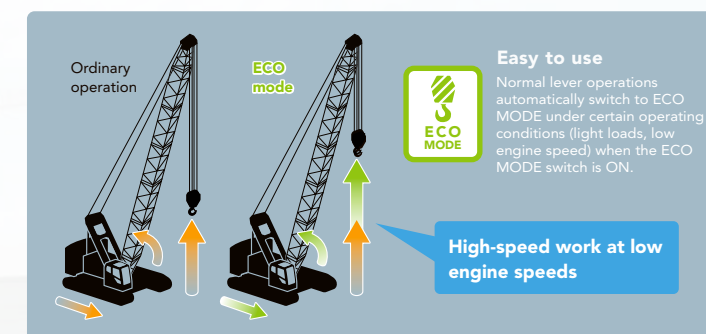 Ordinary
operation
ECO
mode
ECO
MODE
Easy to use
Normal lever operations
automatically switch to ECO
MODE under certain operating
conditions (light loads, low
engine speed) when the ECO
MODE switch is ON.
High-speed work at low
engine speeds